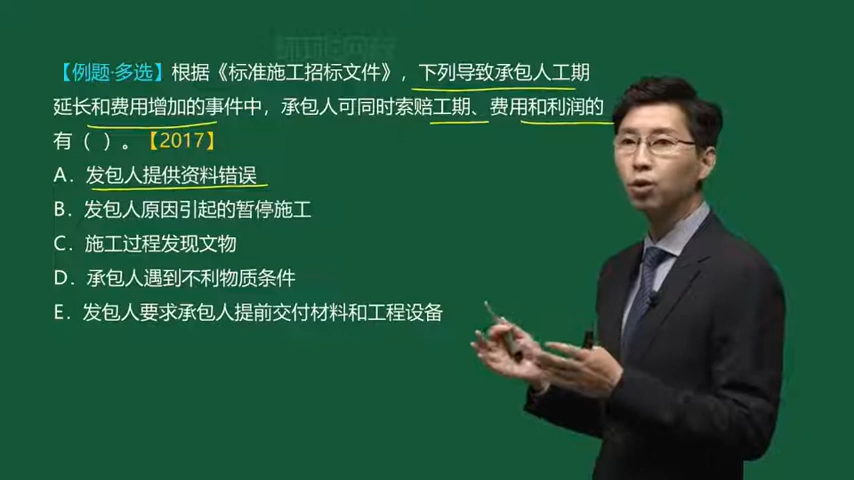 【例题·多选】根据《标准施工招标文件》，下列导致承包人工期
延长和费用增加的事件中，承包人可同时索赔工期、费用和利润的
有（ ）。【2017】
A．发包人提供资料错误
B．发包人原因引起的暂停施工
C．施工过程发现文物
D．承包人遇到不利物质条件
E．发包人要求承包人提前交付材料和工程设备